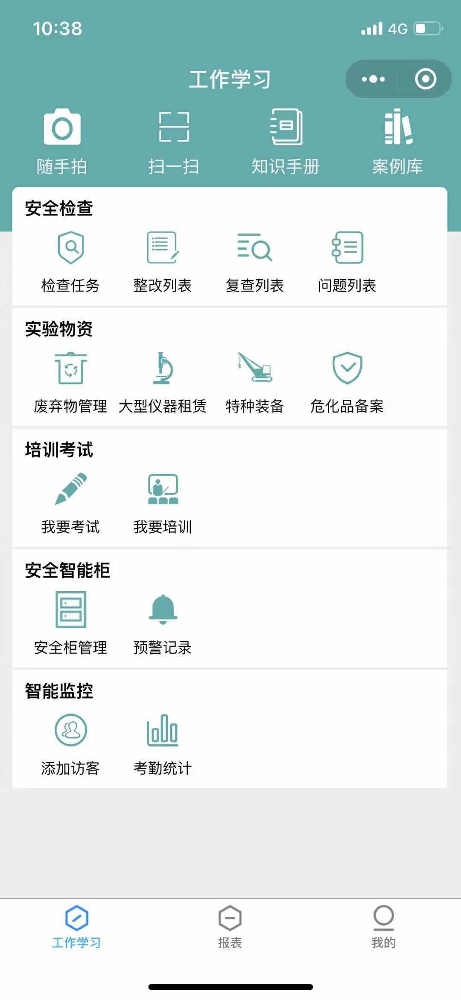 10:38
4G
工作学习
随手拍 扫一扫 知识手册 案例库
安全检查
检查任务 整改列表 复查列表 问题列表
实验物资
废弃物管理 大型仪器租赁 特种装备 危化品备案
培训考试
我要考试 我要培训
安全智能柜
安全柜管理 预警记录
智能监控
添加访客 考勤统计
工作学习 报表 我的